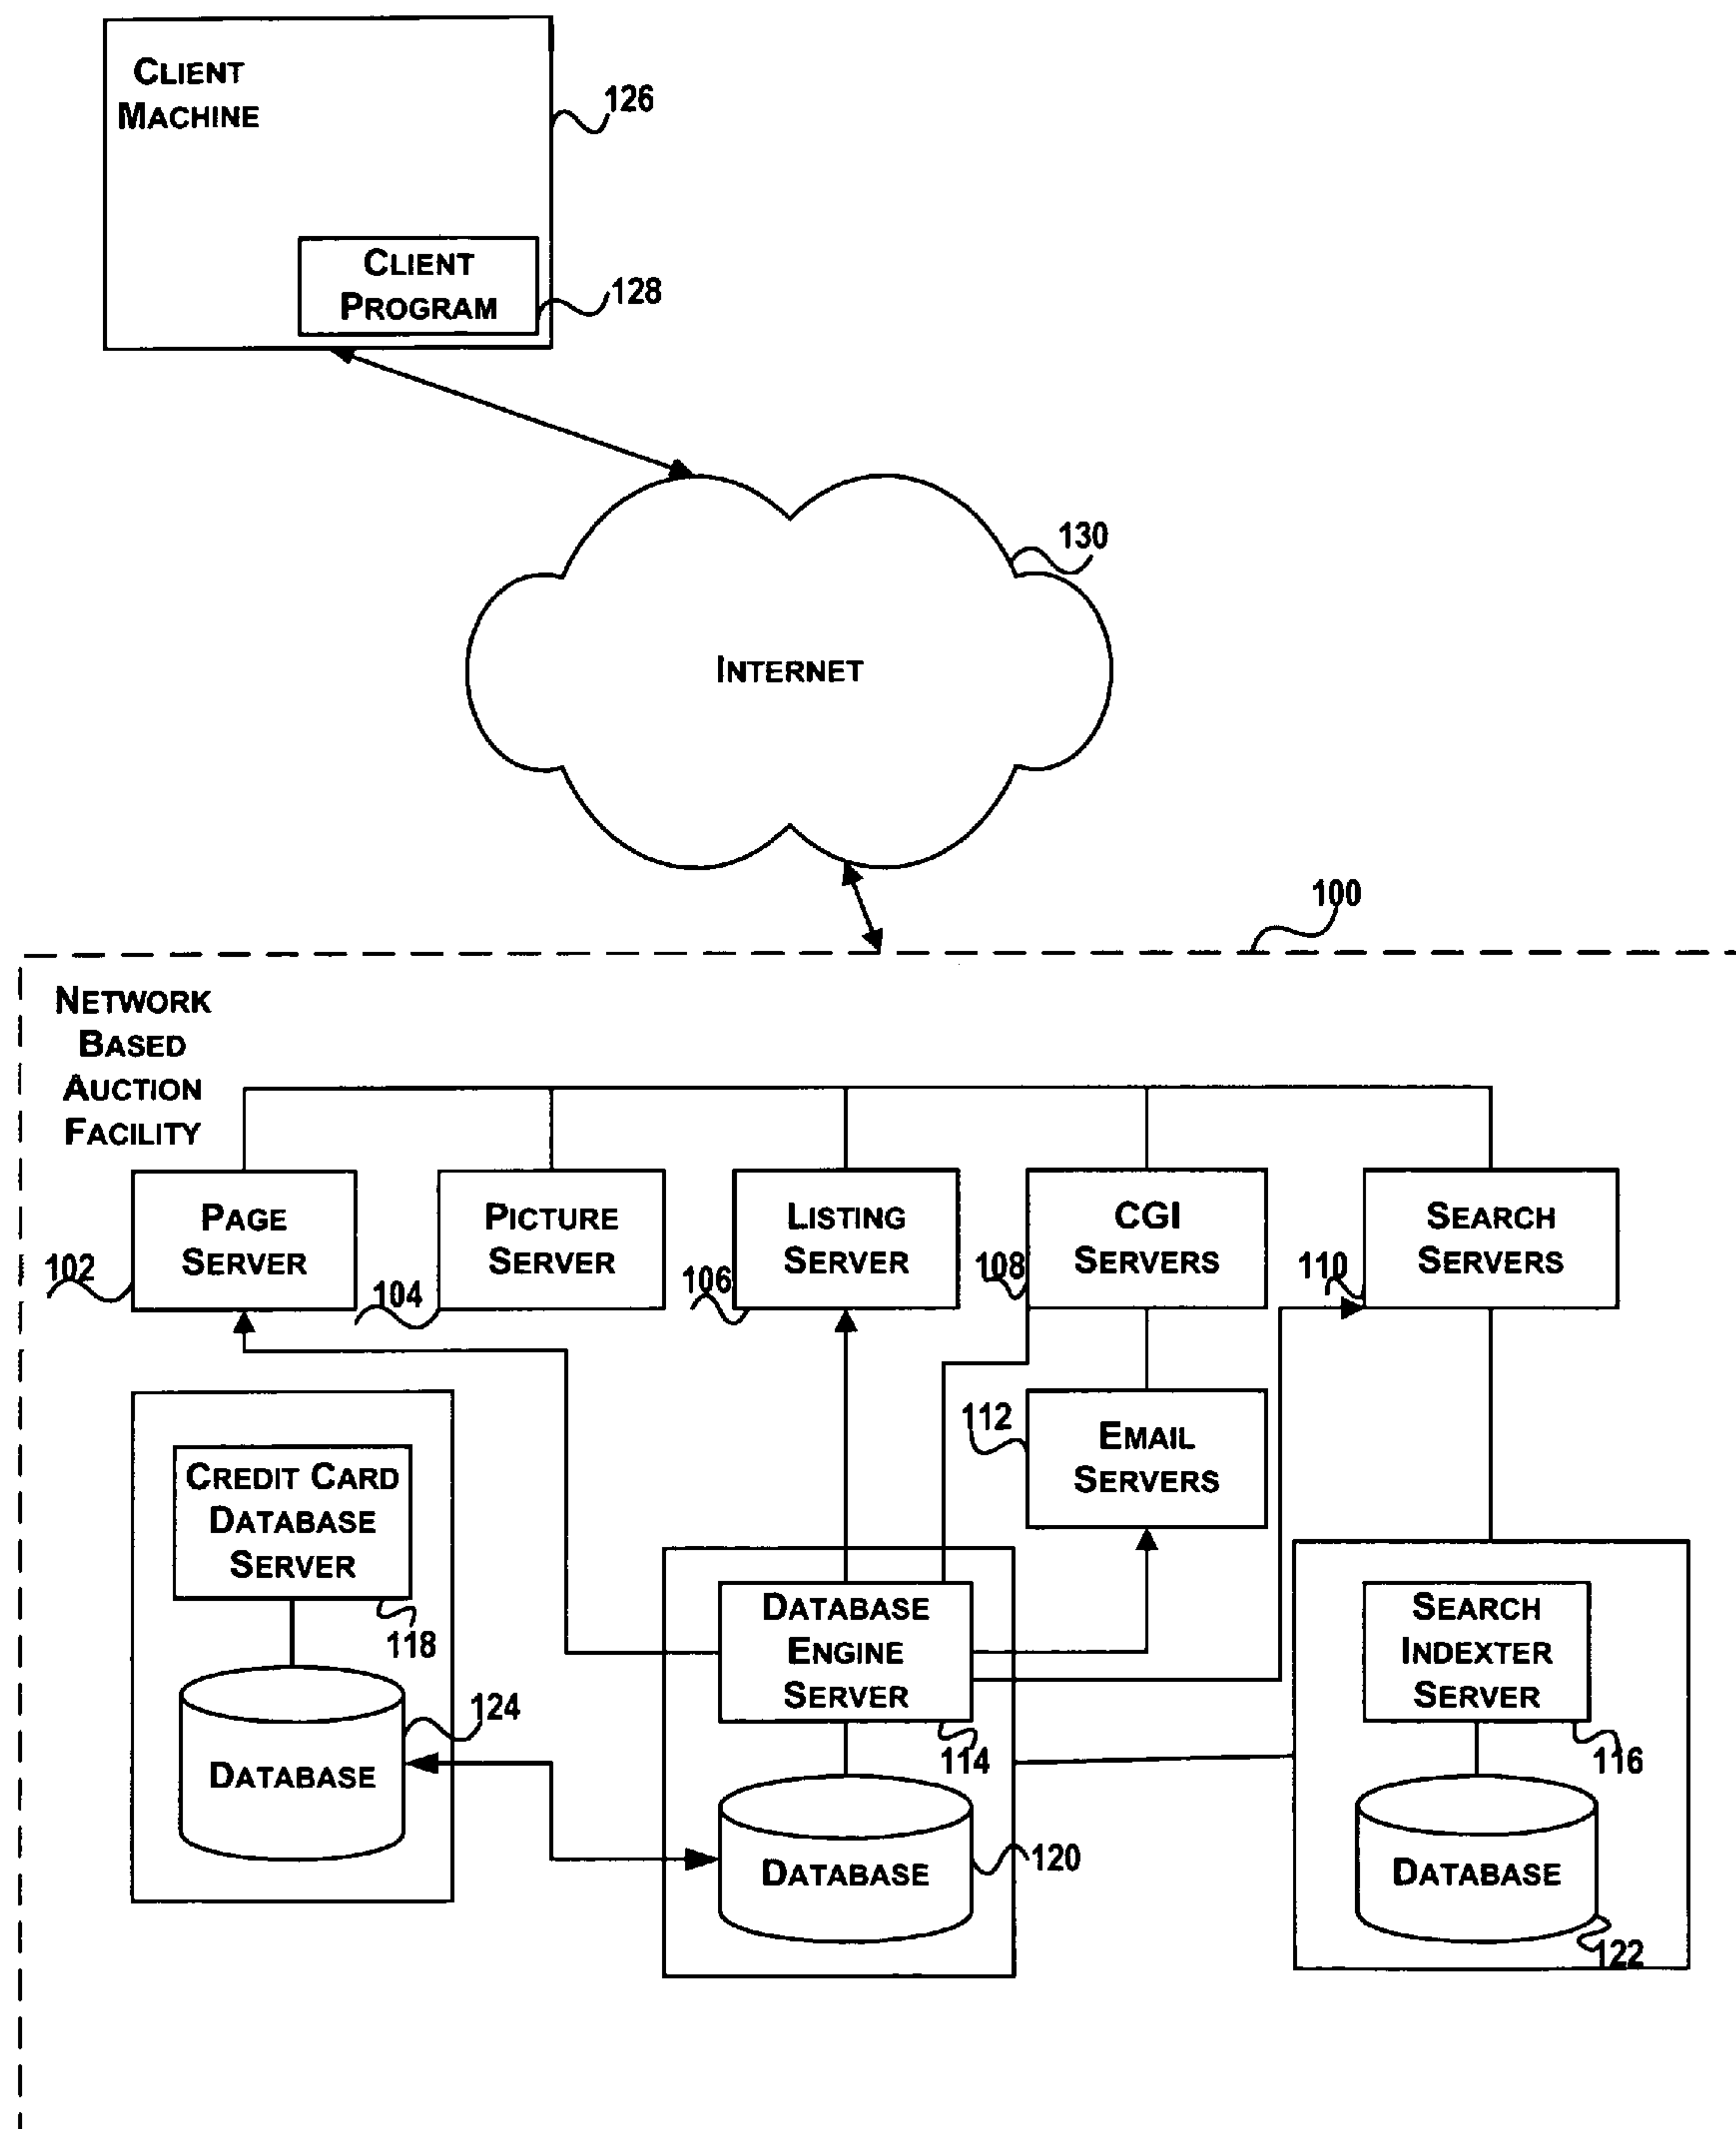 CLIENT
MACHINE
126
CLIENT
PROGRAM
128
130
INTERNET
100
NETWORK
BASED
AUCTION
FACILITY
PAGE
SERVER
102
PICTURE
SERVER
104
LISTING
SERVER
106
CGI
SERVERS
108
SEARCH
SERVERS
110
112
EMAIL
SERVERS
CREDIT CARD
DATABASE
SERVER
118
124
DATABASE
DATABASE
ENGINE
SERVER
114
120
DATABASE
SEARCH
INDEXTER
SERVER
116
DATABASE
122